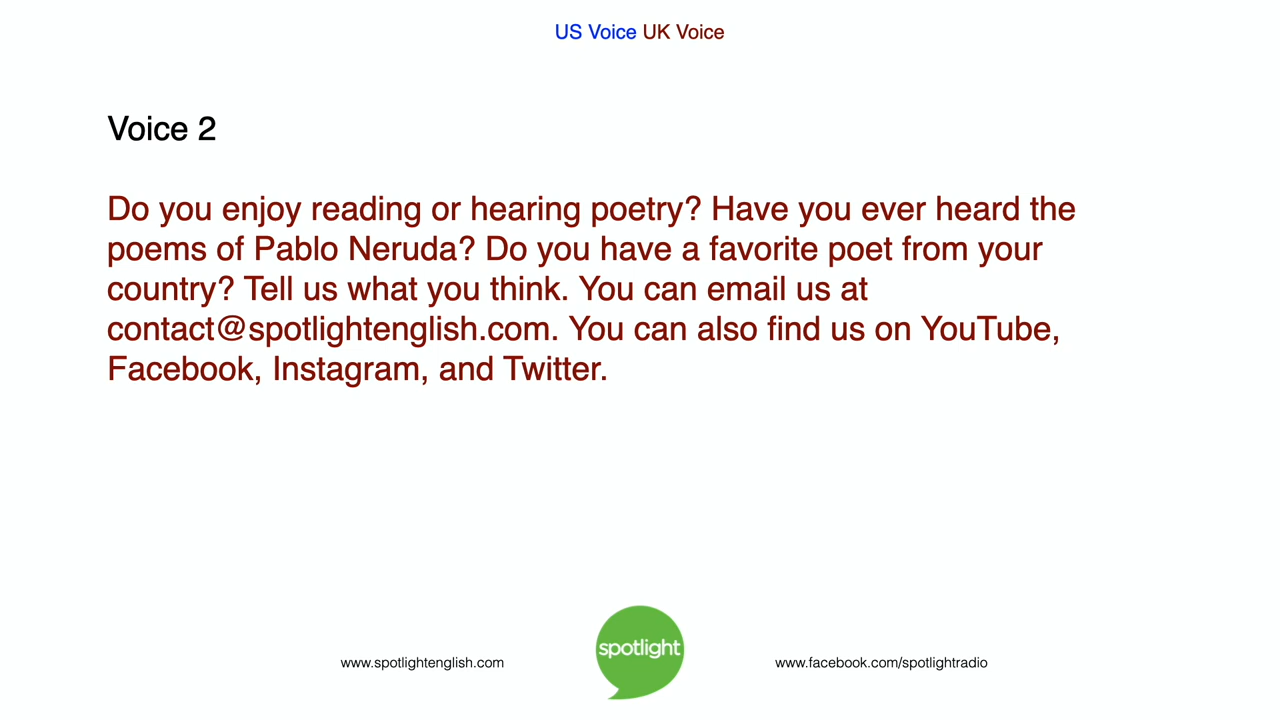 US Voice UK Voice
Voice 2
Do you enjoy reading or hearing poetry? Have you ever heard the
poems of Pablo Neruda? Do you have a favorite poet from your
country? Tell us what you think. You can email us at
contact@spotlightenglish.com. You can also find us on YouTube,
Facebook, Instagram, and Twitter.
www.spotlightenglish.com
spotlight
www.facebook.com/spotlightradio